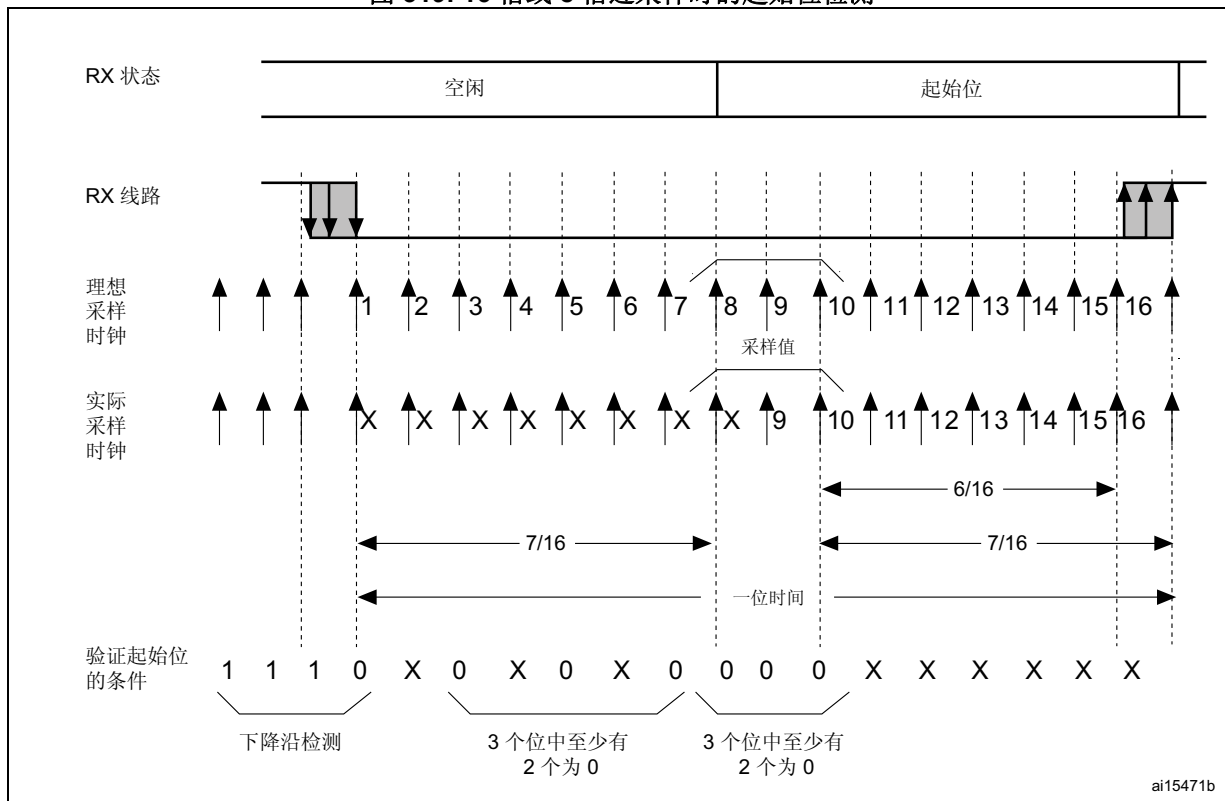 RX 状态
空闲
起始位
RX 线路
理想
采样
时钟
1 2 3 4 5 6 7 8 9 10 11 12 13 14 15 16
采样值
实际
采样
时钟
X X X X X X X X 9 10 11 12 13 14 15 16
6/16
7/16
7/16
一位时间
验证起始位
的条件
1 1 1 0 X 0 X 0 X 0 0 0 0 X X X X X X
下降沿检测
3 个位中至少有
2 个为 0
3 个位中至少有
2 个为 0
ai15471b